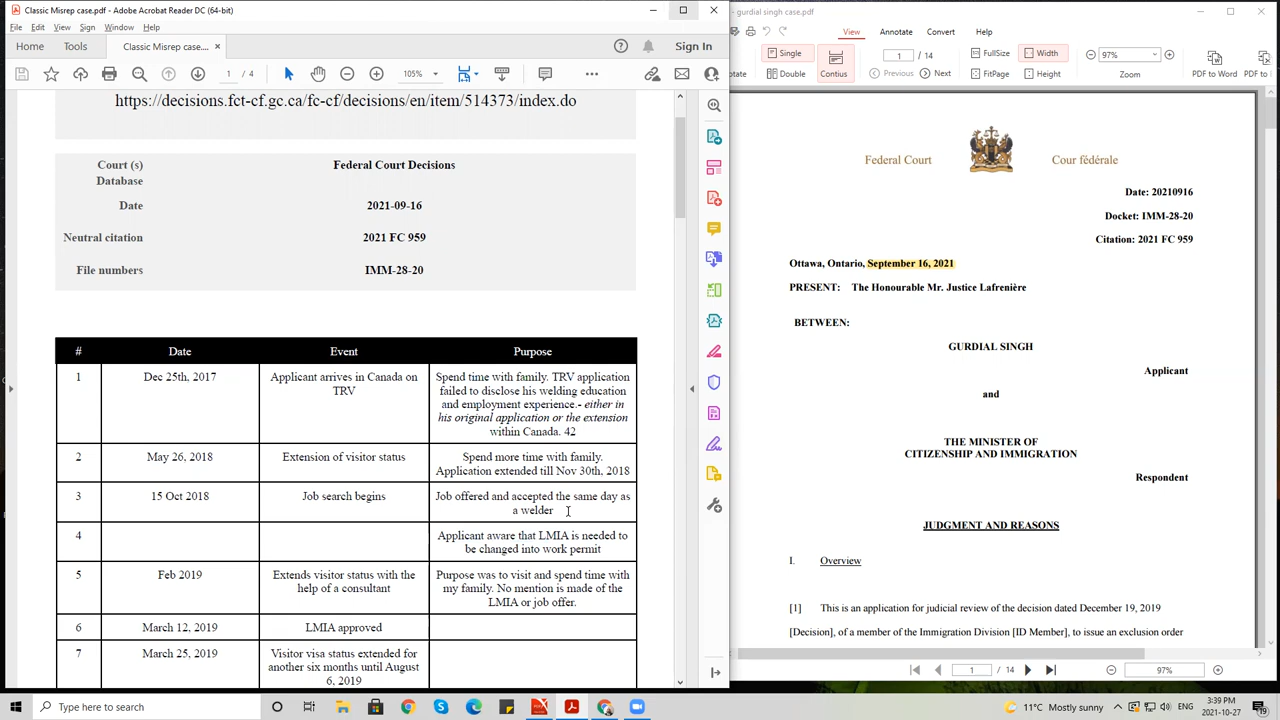 Classic Misrep case.pdf - Adobe Acrobat Reader DC (64-bit)
File Edit View Sign Window Help
Home Tools Classic Misrep case... × Sign In
1 / 4 105%
https://decisions.fct-cf.gc.ca/fc-cf/decisions/en/item/514373/index.do
Court (s) Database Federal Court Decisions
Date 2021-09-16
Neutral citation 2021 FC 959
File numbers IMM-28-20
# Date Event Purpose
1 Dec 25th, 2017 Applicant arrives in Canada on Spend time with family. TRV application
TRV failed to disclose his welding education
and employment experience.- either in
his original application or the extension
within Canada. 42
2 May 26, 2018 Extension of visitor status Spend more time with family.
Application extended till Nov 30th, 2018
3 15 Oct 2018 Job search begins Job offered and accepted the same day as
a welder
4 Applicant aware that LMIA is needed to
be changed into work permit
5 Feb 2019 Extends visitor status with the Purpose was to visit and spend time with
help of a consultant my family. No mention is made of the
LMIA or job offer.
6 March 12, 2019 LMIA approved
7 March 25, 2019 Visitor visa status extended for
another six months until August
6, 2019
gurdial singh case.pdf
View Annotate Convert Help
Single 1 / 14 FullSize Width 97%
otate Double Contius Previous Next FitPage Height Zoom PDF to Word PDF to
Federal Court Cour fédérale
Date: 20210916
Docket: IMM-28-20
Citation: 2021 FC 959
Ottawa, Ontario, September 16, 2021
PRESENT: The Honourable Mr. Justice Lafrenière
BETWEEN:
GURDIAL SINGH
Applicant
and
THE MINISTER OF
CITIZENSHIP AND IMMIGRATION
Respondent
JUDGMENT AND REASONS
I. Overview
[1] This is an application for judicial review of the decision dated December 19, 2019
[Decision], of a member of the Immigration Division [ID Member], to issue an exclusion order
1 / 14 97%
Type here to search 11°C Mostly sunny ENG 3:39 PM
2021-10-27 19